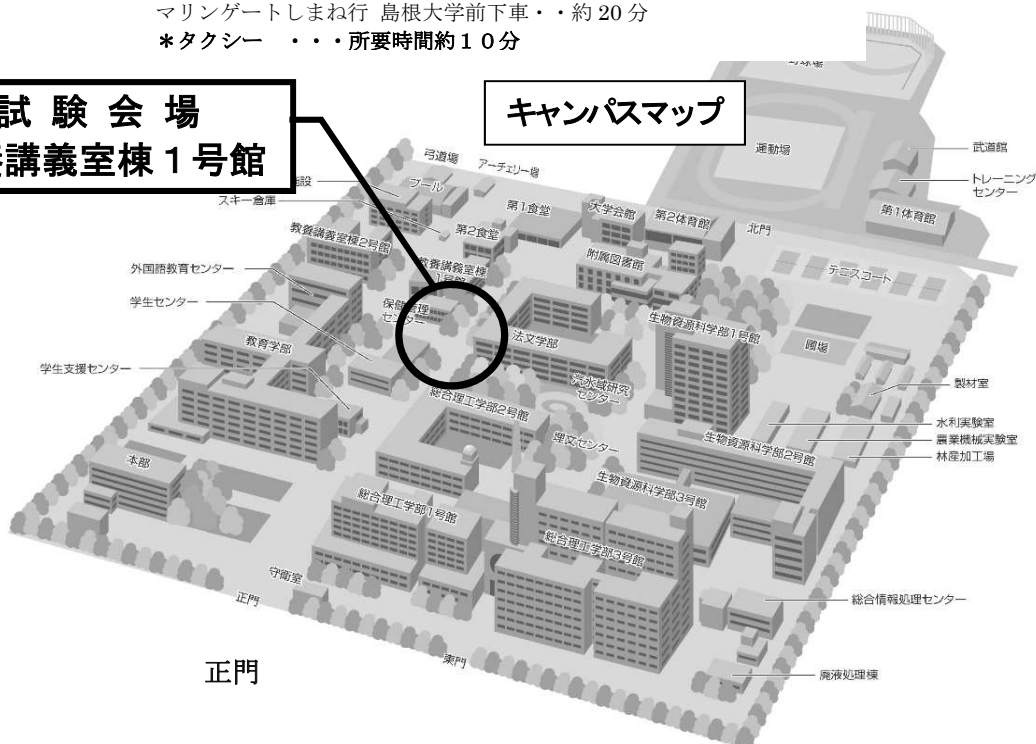 マリンゲートしまね行 島根大学前下車・・約 20 分
＊タクシー ・・・所要時間約１０分
試 験 会 場
講義室棟１号館
キャンパスマップ
野球場
運動場
武道館
トレーニング
センター
第1体育館
北門
テニスコート
弓道場
アーチェリー場
プール
施設
スキー倉庫
第1食堂
大学会館
第2体育館
第2食堂
教養講義室棟2号館
教養講義室棟
1号館
附属図書館
外国語教育センター
学生センター
保健管理
センター
法文学部
生物資源科学部1号館
圃場
教育学部
学生支援センター
汽水域研究
センター
製材室
総合理工学部2号館
埋文センター
生物資源科学部2号館
水利実験室
農業機械実験室
林産加工場
本部
総合理工学部1号館
生物資源科学部3号館
総合理工学部3号館
守衛室
正門
総合情報処理センター
正門
東門
廃液処理棟